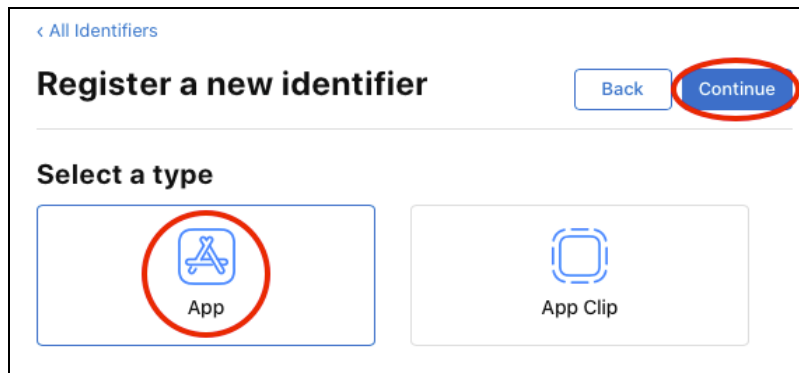 ‹ All Identifiers
Register a new identifier
Back
Continue
Select a type
App
App Clip